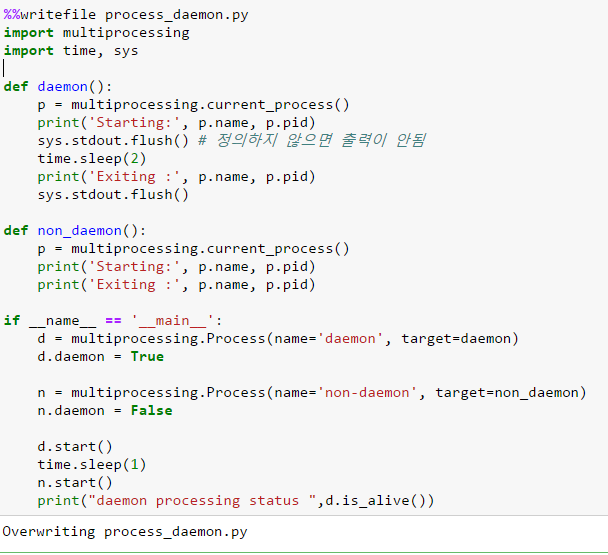 %%writefile process_daemon.py
import multiprocessing
import time, sys

def daemon():
    p = multiprocessing.current_process()
    print('Starting:', p.name, p.pid)
    sys.stdout.flush() # 정의하지 않으면 출력이 안됨
    time.sleep(2)
    print('Exiting :', p.name, p.pid)
    sys.stdout.flush()

def non_daemon():
    p = multiprocessing.current_process()
    print('Starting:', p.name, p.pid)
    print('Exiting :', p.name, p.pid)

if __name__ == '__main__':
    d = multiprocessing.Process(name='daemon', target=daemon)
    d.daemon = True

    n = multiprocessing.Process(name='non-daemon', target=non_daemon)
    n.daemon = False

    d.start()
    time.sleep(1)
    n.start()
    print("daemon processing status ",d.is_alive())
Overwriting process_daemon.py